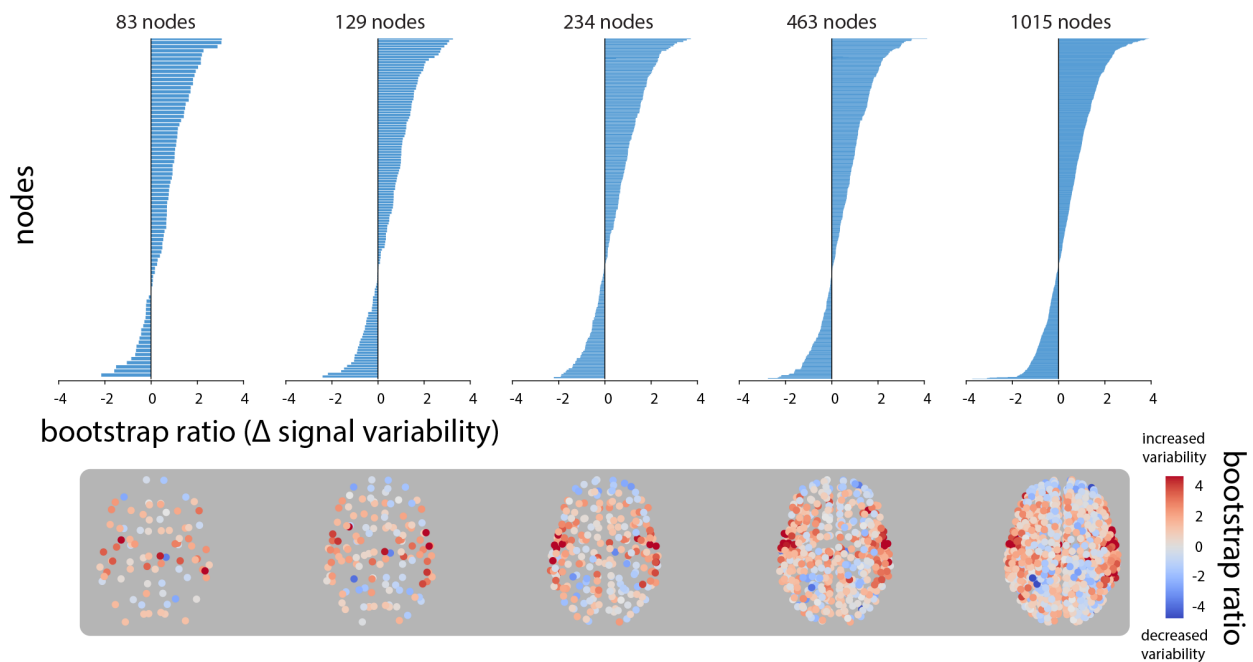 83 nodes
129 nodes
234 nodes
463 nodes
1015 nodes
nodes
-4 -2 0 2 4
-4 -2 0 2 4
-4 -2 0 2 4
-4 -2 0 2 4
-4 -2 0 2 4
bootstrap ratio (Δ signal variability)
increased
variability
4
2
0
-2
-4
decreased
variability
bootstrap ratio